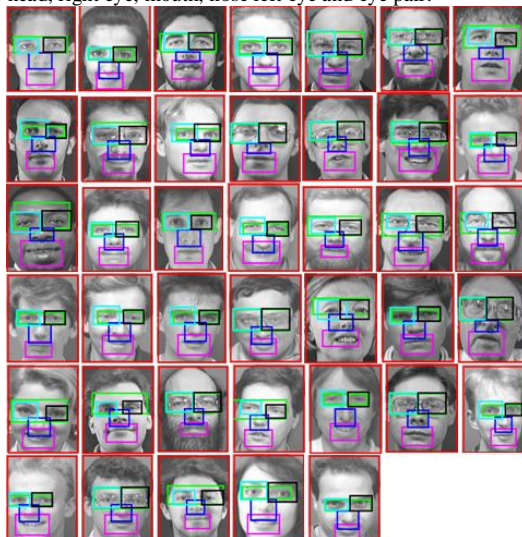 head, right eye, mouth, nose left eye and eye pair.